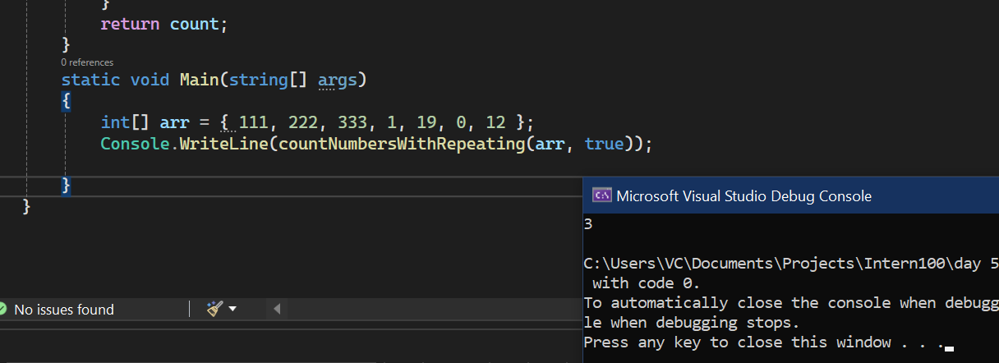 }
return count;
}
0 references
static void Main(string[] args)
{
int[] arr = { 111, 222, 333, 1, 19, 0, 12 };
Console.WriteLine(countNumbersWithRepeating(arr, true));
}
}
No issues found
C:\
Microsoft Visual Studio Debug Console
3
C:\Users\VC\Documents\Projects\Intern100\day 5
with code 0.
To automatically close the console when debugg
le when debugging stops.
Press any key to close this window . . .